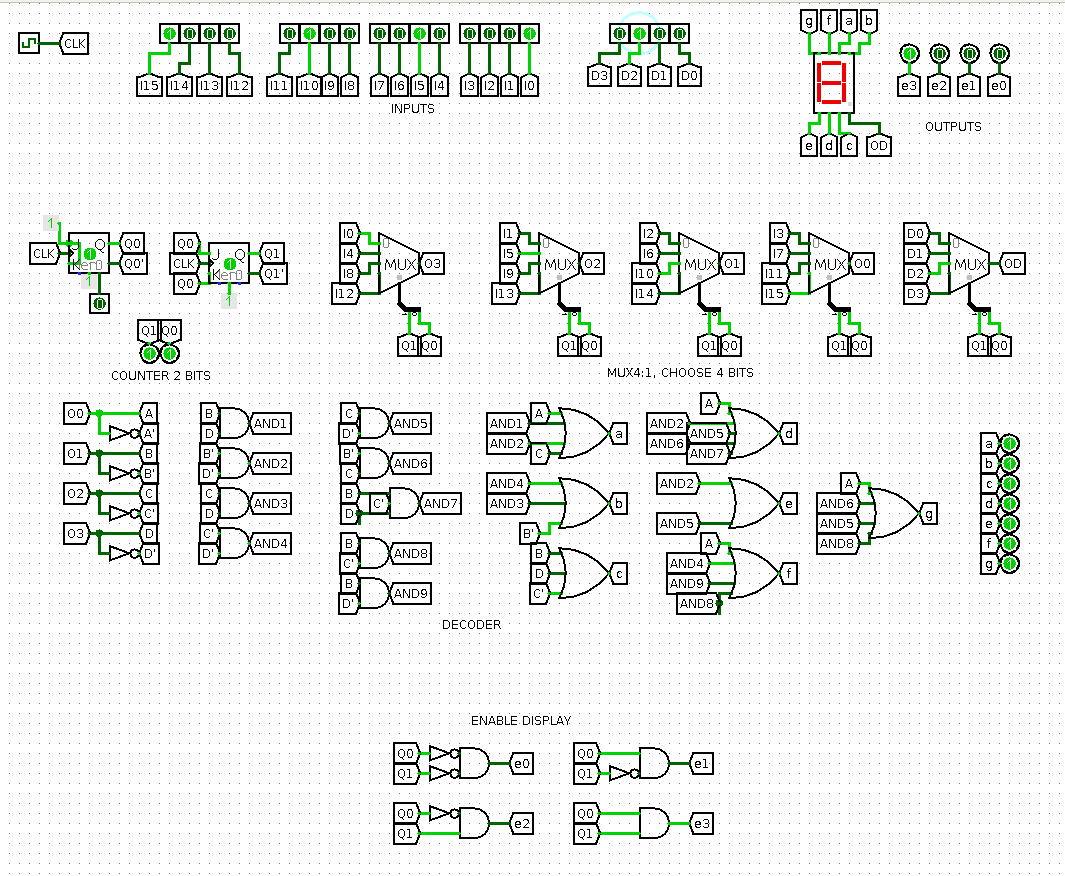 g f a b
CLK
1 0 0 0
0 1 0 0
0 0 1 0
0 0 0 1
0 1 0 0
1 0 0 0
I15 I14 I13 I12
I11 I10 I9 I8
I7 I6 I5 I4
I3 I2 I1 I0
D3 D2 D1 D0
e3 e2 e1 e0
INPUTS
OUTPUTS
e d c OD
1
CLK J Q Q0
Q0'
1
0
Q0 J Q Q1
CLK
Q0 Q1'
1
1
I0
I4
I8
I12
0
MUX
O3
Q1 Q0
I1
I5
I9
I13
0
MUX
O2
Q1 Q0
I2
I6
I10
I14
0
MUX
O1
Q1 Q0
I3
I7
I11
I15
0
MUX
O0
Q1 Q0
D0
D1
D2
D3
0
MUX
OD
Q1 Q0
Q1 Q0
1 1
COUNTER 2 BITS
MUX4:1, CHOOSE 4 BITS
O0 A
A'
O1 B
B'
O2 C
C'
O3 D
D'
B
D
AND1
B'
D'
AND2
C
D
AND3
C'
D'
AND4
C
D'
AND5
B'
C
AND6
B
C'
D
AND7
B
C'
AND8
B
D'
AND9
A
AND1
AND2
C
a
AND4
AND3
B'
b
B
D
C'
c
A
AND2
AND5
AND6
AND7
d
AND2
AND5
e
A
AND4
AND9
AND8
f
A
AND6
AND5
AND8
g
a 1
b 1
c 1
d 1
e 1
f 1
g 1
DECODER
ENABLE DISPLAY
Q0
Q1
e0
Q0
Q1
e1
Q0
Q1
e2
Q0
Q1
e3